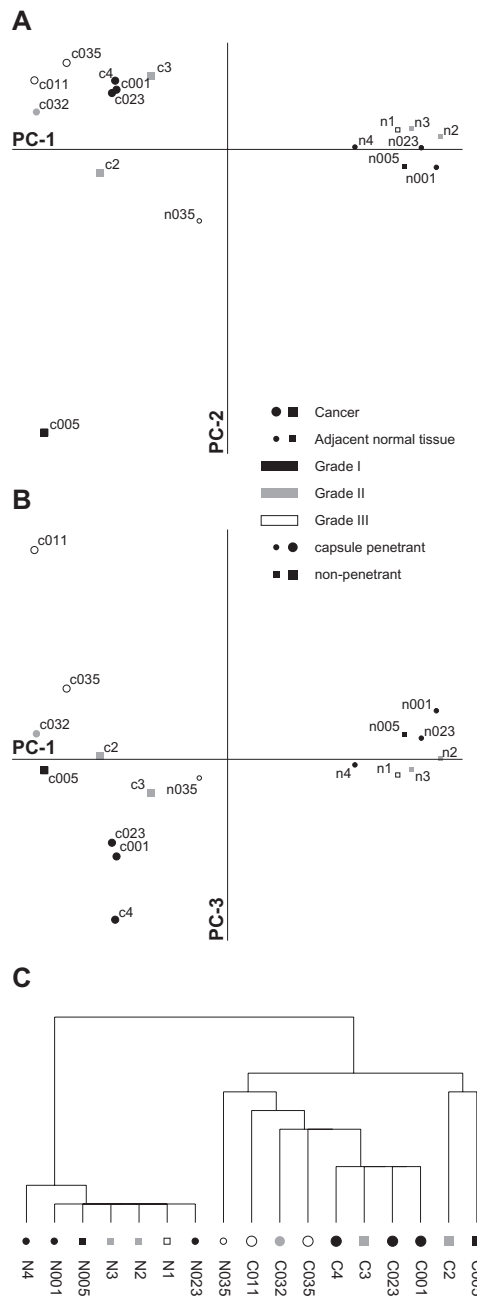 A
c035
c4
c3
c011
c001
c023
c032
n1
n3
n2
PC-1
n4
n023
c2
n005
n001
n035
c005
PC-2
Cancer
Adjacent normal tissue
Grade I
Grade II
Grade III
capsule penetrant
non-penetrant
B
c011
c035
n001
c032
n005
n023
PC-1
c2
n2
c005
c3
n035
n4
n1
n3
c023
c001
c4
PC-3
C
N4
N001
N005
N3
N2
N1
N023
N035
C011
C032
C035
C4
C3
C023
C001
C2
C005